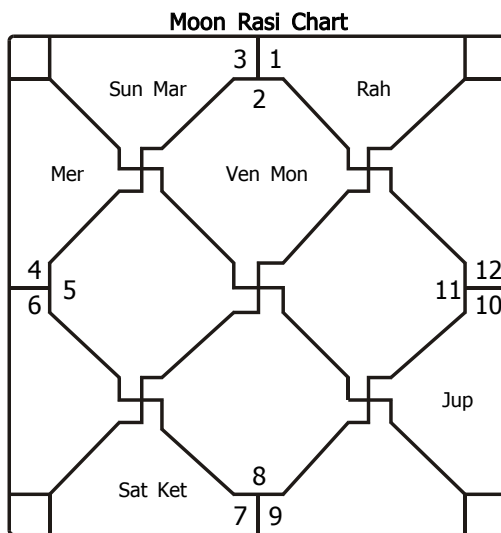 Moon Rasi Chart
3 1
Sun Mar 2 Rah
Mer Ven Mon
4 12
5 11
6 10
Jup
Sat Ket 8
7 9